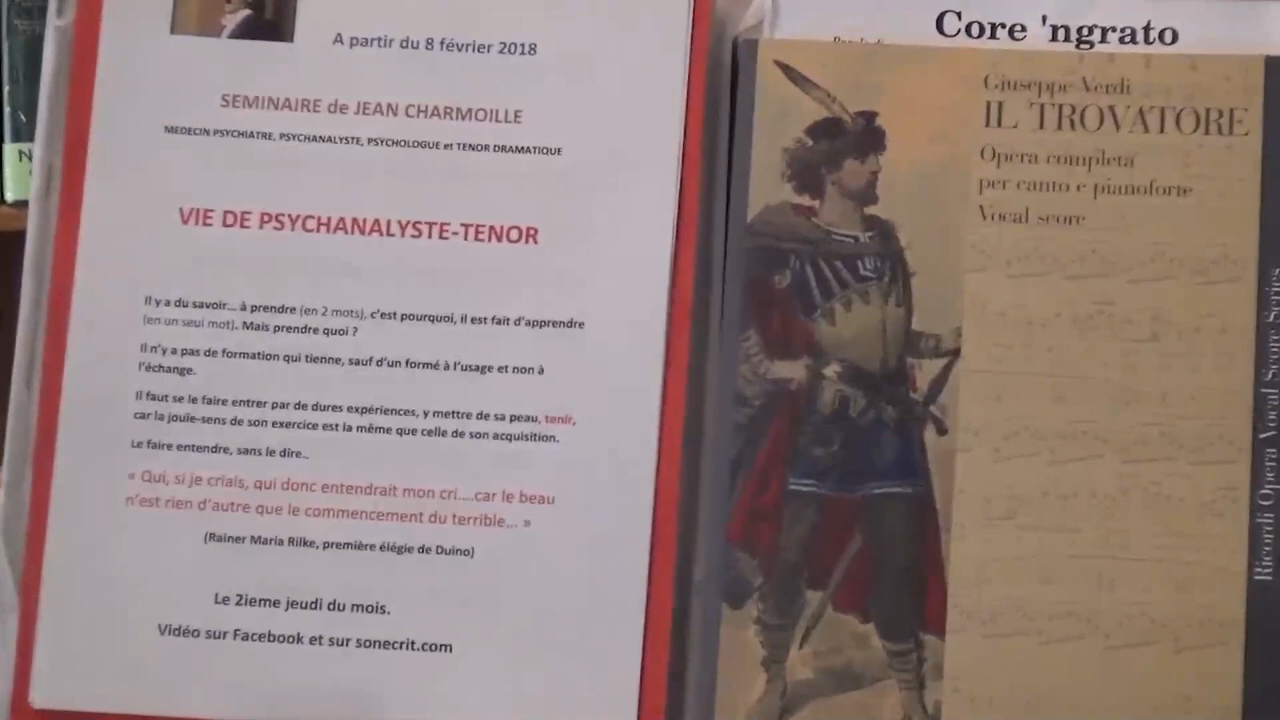 A partir du 8 février 2018
SEMINAIRE de JEAN CHARMOILLE
MEDECIN PSYCHIATRE, PSYCHANALYSTE, PSYCHOLOGUE et TENOR DRAMATIQUE
VIE DE PSYCHANALYSTE-TENOR
Il y a du savoir... à prendre (en 2 mots), c'est pourquoi, il est fait d'apprendre
(en un seul mot). Mais prendre quoi ?
Il n'y a pas de formation qui tienne, sauf d'un formé à l'usage et non à
l'échange.
Il faut se le faire entrer par de dures expériences, y mettre de sa peau, tenir,
car la jouïe-sens de son exercice est la même que celle de son acquisition.
Le faire entendre, sans le dire...
« Qui, si je criais, qui donc entendrait mon cri....car le beau
n'est rien d'autre que le commencement du terrible... »
(Rainer Maria Rilke, première élégie de Duino)
Le 2ieme jeudi du mois.
Vidéo sur Facebook et sur sonecrit.com
Core 'ngrato
Giuseppe Verdi
IL TROVATORE
Opera completa
per canto e pianoforte
Vocal score
Ricordi Opera Vocal Score Series